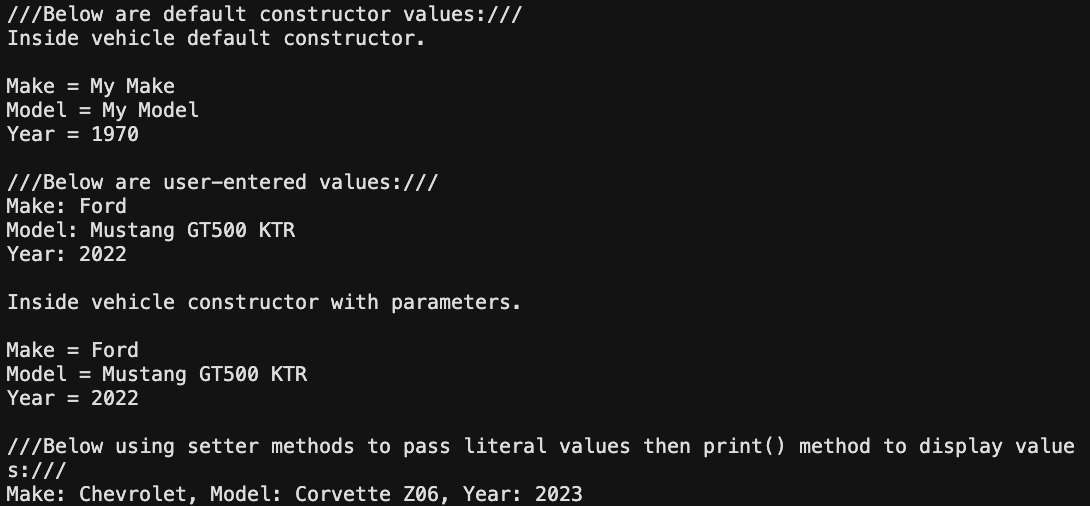 ///Below are default constructor values:///
Inside vehicle default constructor.
Make = My Make
Model = My Model
Year = 1970
///Below are user-entered values:///
Make: Ford
Model: Mustang GT500 KTR
Year: 2022
Inside vehicle constructor with parameters.
Make = Ford
Model = Mustang GT500 KTR
Year = 2022
///Below using setter methods to pass literal values then print() method to display value
s:///
Make: Chevrolet, Model: Corvette Z06, Year: 2023